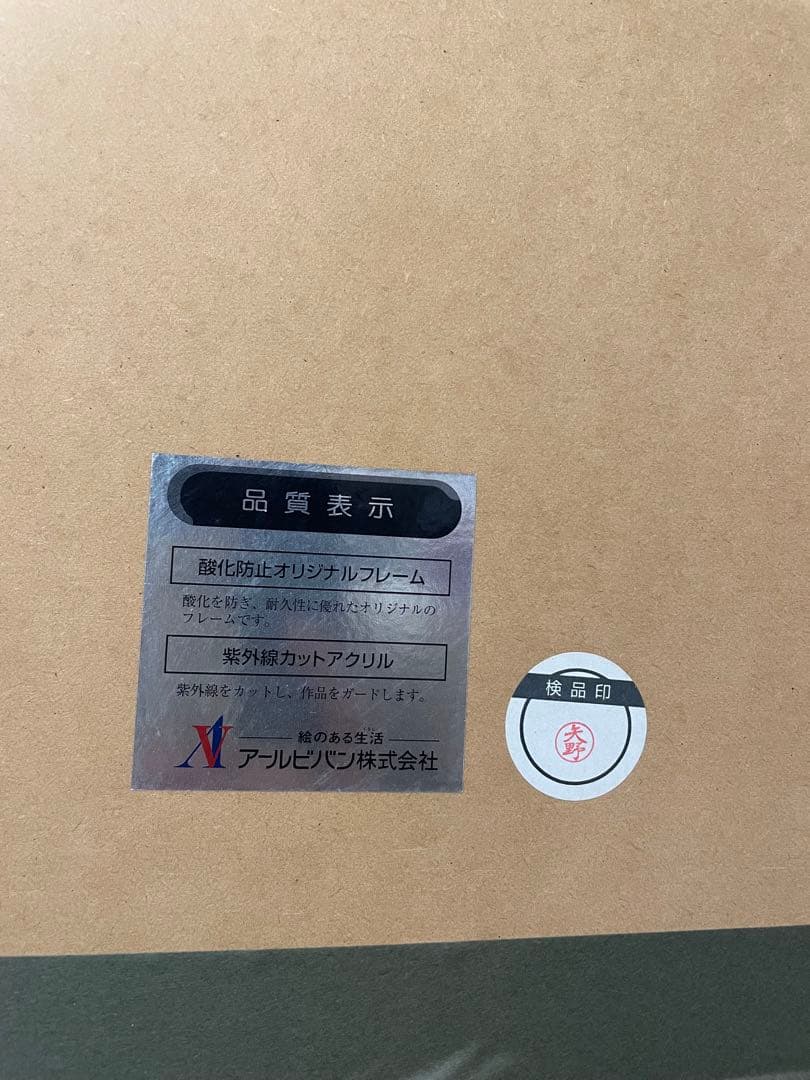 品質表示
酸化防止オリジナルフレーム
酸化を防ぎ、耐久性に優れたオリジナルの
フレームです。
紫外線カットアクリル
紫外線をカットし、作品をガードします。
絵のある生活
アールビバン株式会社
検品印
矢野